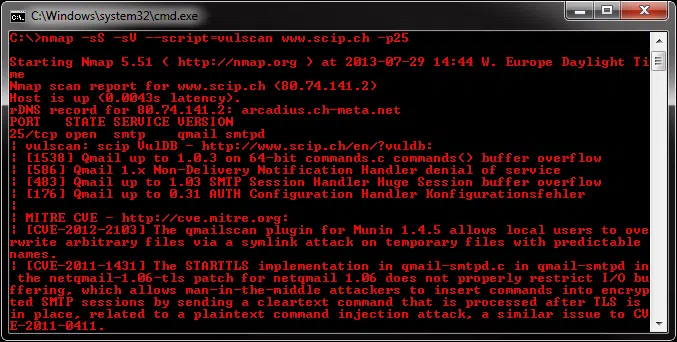 C:\Windows\system32\cmd.exe
C:\>nmap -sS -sV --script=vulscan www.scip.ch -p25
Starting Nmap 5.51 ( http://nmap.org ) at 2013-07-29 14:44 W. Europe Daylight Ti
me
Nmap scan report for www.scip.ch (80.74.141.2)
Host is up (0.0043s latency).
rDNS record for 80.74.141.2: arcadius.ch-meta.net
PORT   STATE SERVICE VERSION
25/tcp open  smtp    qmail smtpd
| vulscan: scip VulDB - http://www.scip.ch/en/?vuldb:
| [1538] Qmail up to 1.0.3 on 64-bit commands.c commands() buffer overflow
| [586] Qmail 1.x Non-Delivery Notification Handler denial of service
| [483] Qmail up to 1.03 SMTP Session Handler Huge Session buffer overflow
| [176] Qmail up to 0.31 AUTH Configuration Handler Konfigurationsfehler
|
| MITRE CVE - http://cve.mitre.org:
| [CVE-2012-2103] The qmailscan plugin for Munin 1.4.5 allows local users to ove
rwrite arbitrary files via a symlink attack on temporary files with predictable
names.
| [CVE-2011-1431] The STARTTLS implementation in qmail-smtpd.c in qmail-smtpd in
 the netqmail-1.06-tls patch for netqmail 1.06 does not properly restrict I/O bu
ffering, which allows man-in-the-middle attackers to insert commands into encryp
ted SMTP sessions by sending a cleartext command that is processed after TLS is
in place, related to a plaintext command injection attack, a similar issue to CV
E-2011-0411.